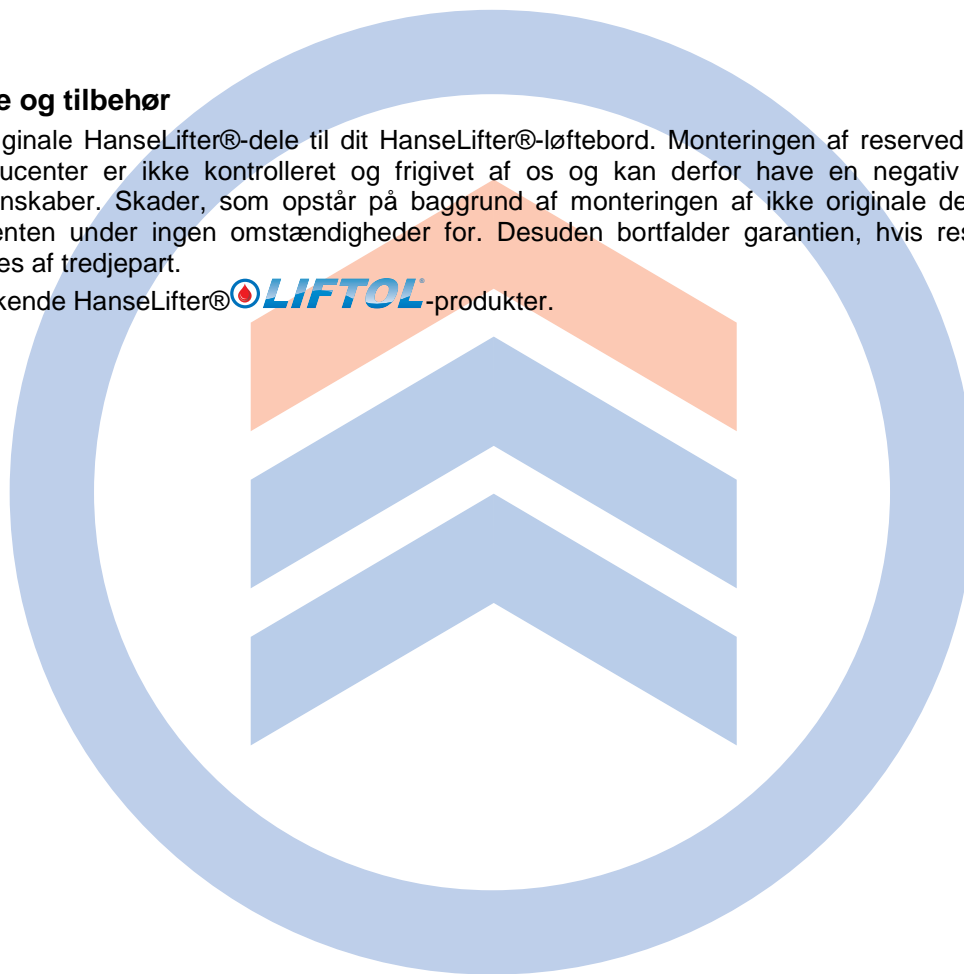 e og tilbehør
iginale HanseLifter®-dele til dit HanseLifter®-løftebord. Monteringen af reserved
ucenter er ikke kontrolleret og frigivet af os og kan derfor have en negativ
nskaber. Skader, som opstår på baggrund af monteringen af ikke originale de
enten under ingen omstændigheder for. Desuden bortfalder garantien, hvis res
es af tredjepart.
kende HanseLifter® LIFTOL-produkter.